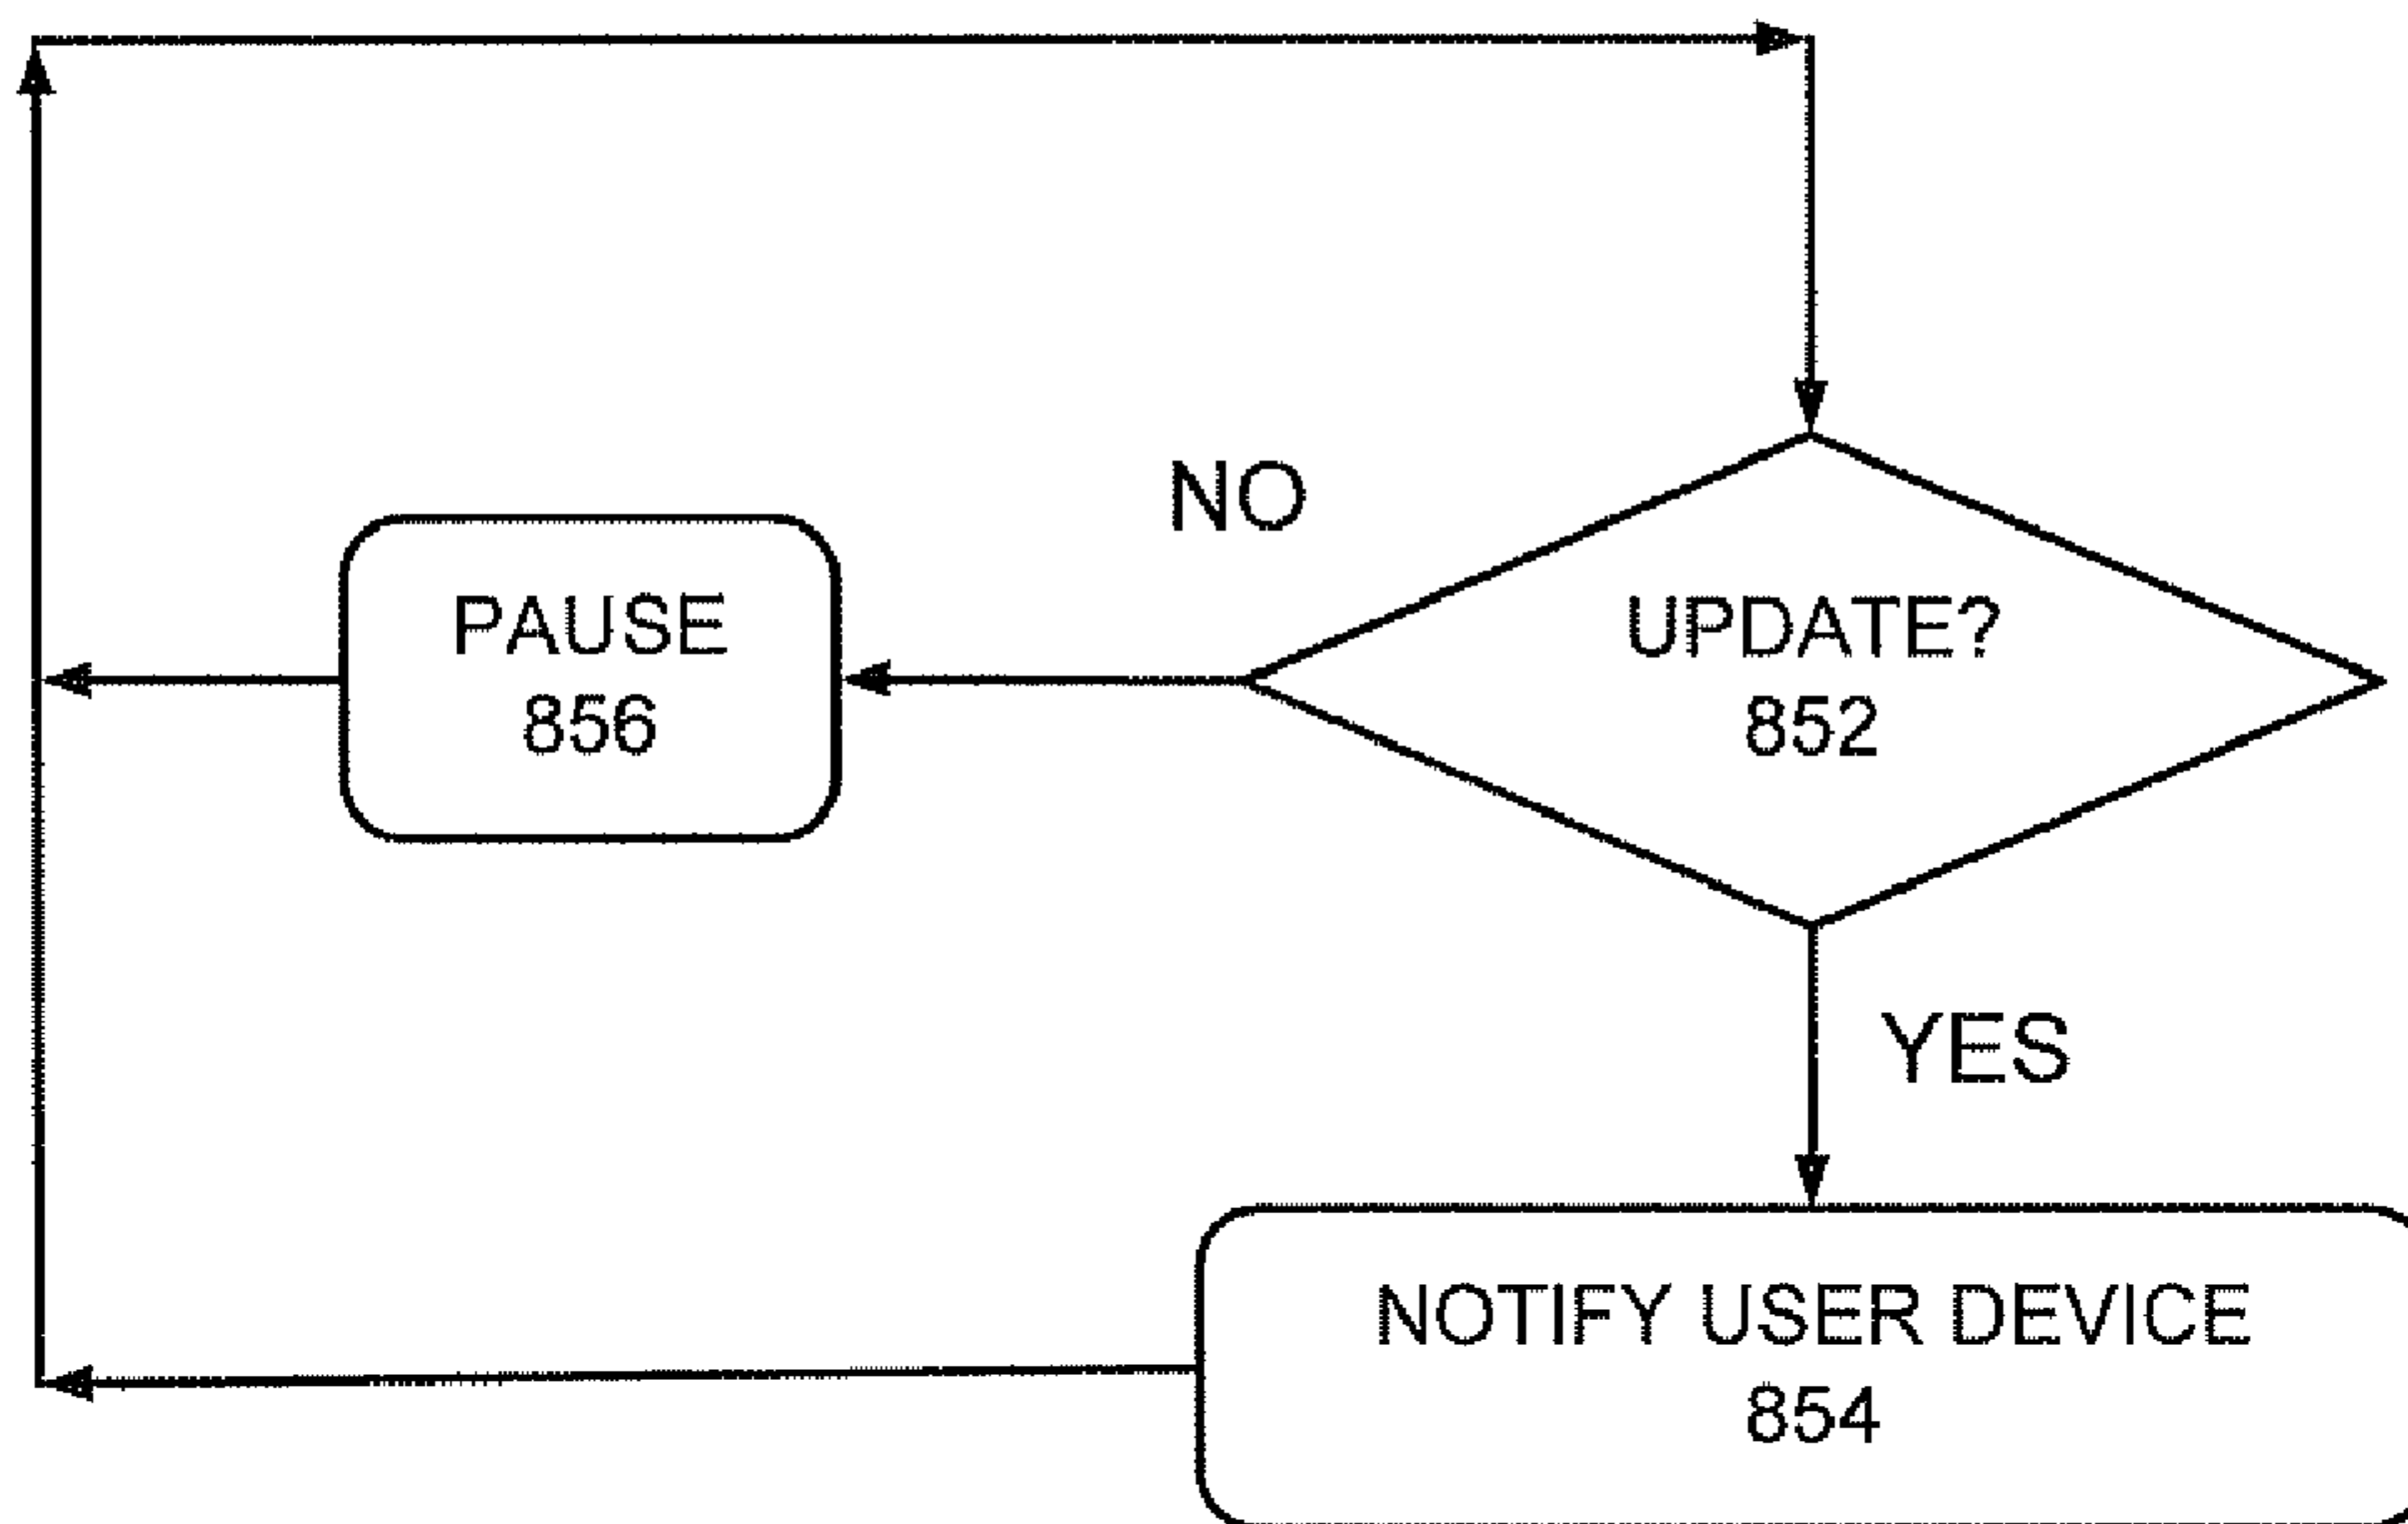 NO
PAUSE
856
UPDATE?
852
YES
NOTIFY USER DEVICE
854